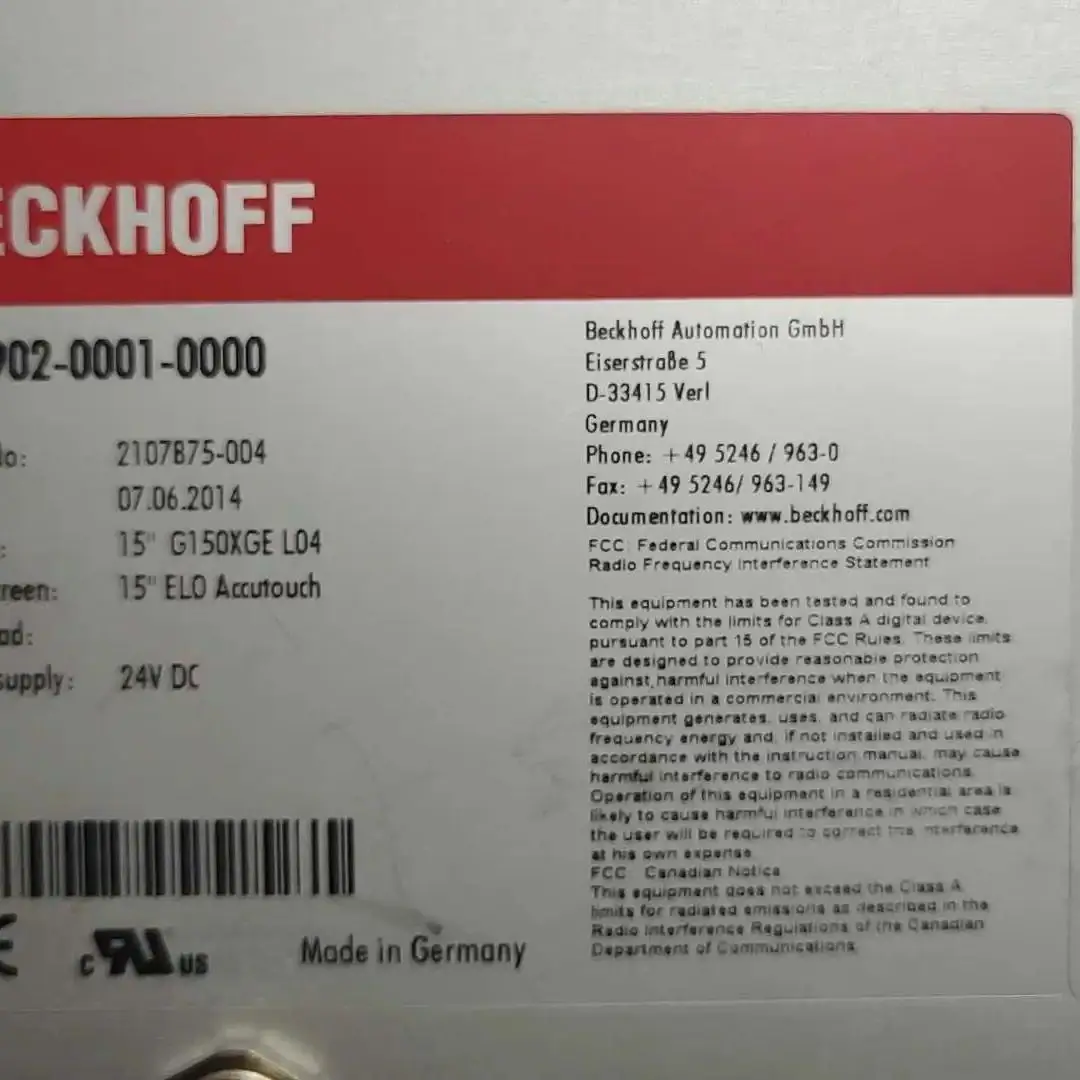 ECKHOFF
902-0001-0000
No: 2107875-004
07.06.2014
: 15" G150XGE L04
reen: 15" ELO Accutouch
ad:
supply: 24V DC
C UL US
Made in Germany
Beckhoff Automation GmbH
Eiserstraße 5
D-33415 Verl
Germany
Phone: +49 5246 / 963-0
Fax: +49 5246/ 963-149
Documentation: www.beckhoff.com
FCC: Federal Communications Commission
Radio Frequency Interference Statement
This equipment has been tested and found to
comply with the limits for Class A digital device,
pursuant to part 15 of the FCC Rules. These limits
are designed to provide reasonable protection
against harmful interference when the equipment
is operated in a commercial environment. This
equipment generates, uses, and can radiate radio
frequency energy and, if not installed and used in
accordance with the instruction manual, may cause
harmful interference to radio communications.
Operation of this equipment in a residential area is
likely to cause harmful interference in which case
the user will be required to correct the interference
at his own expense.
FCC: Canadian Notice
This equipment does not exceed the Class A
limits for radiated emissions as described in the
Radio Interference Regulations of the Canadian
Department of Communications.